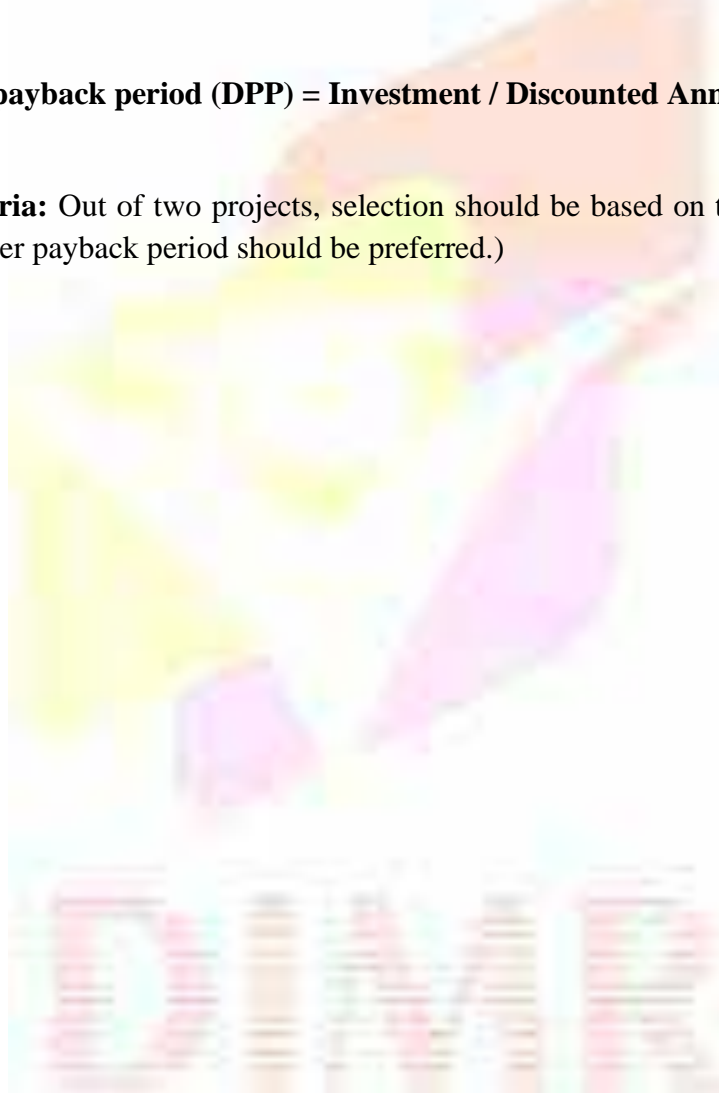 payback period (DPP) = Investment / Discounted Ann
ria: Out of two projects, selection should be based on t
er payback period should be preferred.)
DIMR